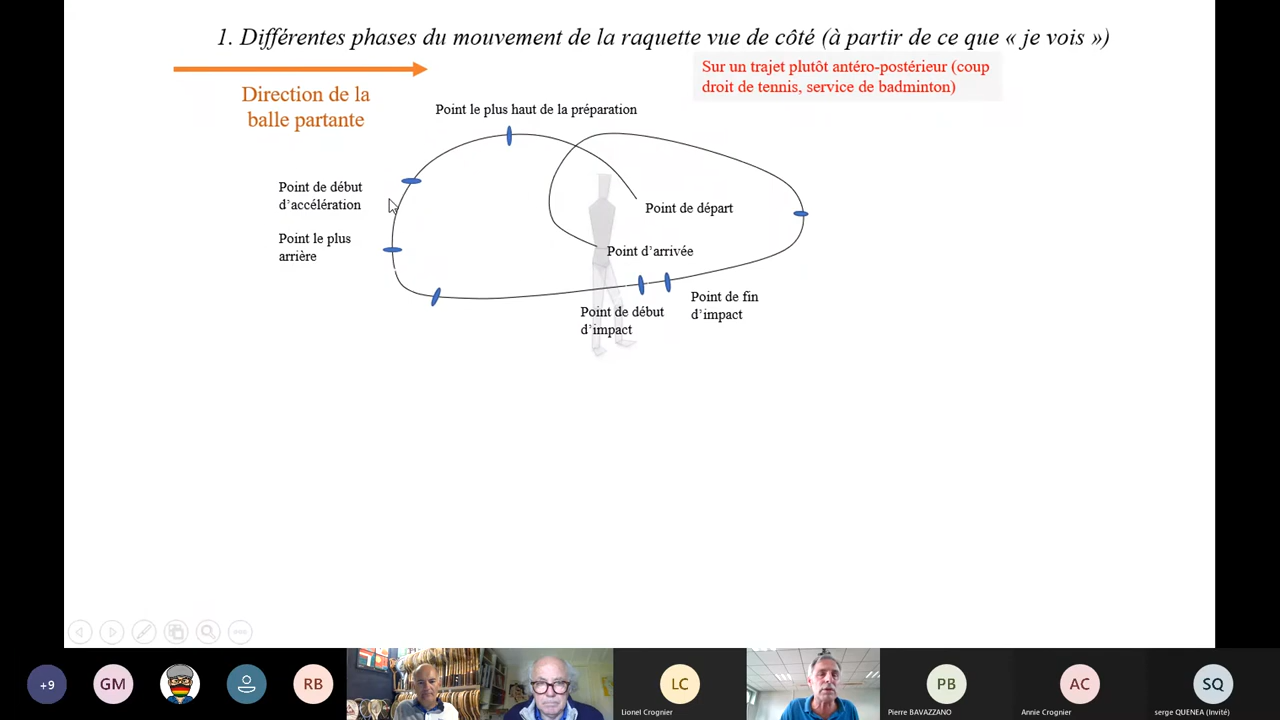 1. Différentes phases du mouvement de la raquette vue de côté (à partir de ce que « je vois »)
Sur un trajet plutôt antéro-postérieur (coup
droit de tennis, service de badminton)
Direction de la
balle partante
Point le plus haut de la préparation
Point de début
d'accélération
Point de départ
Point le plus
arrière
Point d'arrivée
Point de fin
d'impact
Point de début
d'impact
+9
GM
RB
LC
Lionel Crognier
PB
Pierre BAVAZZANO
AC
Annie Crognier
SQ
serge QUENEA (Invité)